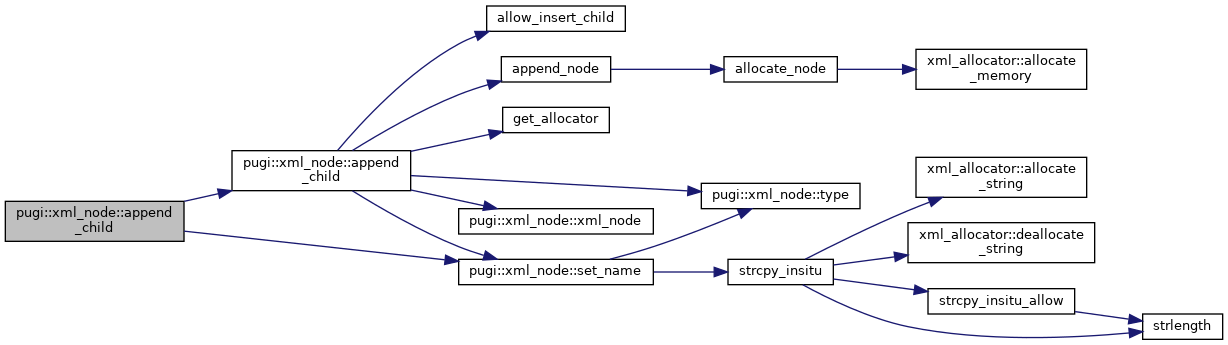 allow_insert_child
append_node
allocate_node
xml_allocator::allocate
_memory
get_allocator
pugi::xml_node::append
_child
xml_allocator::allocate
_string
pugi::xml_node::type
pugi::xml_node::append
_child
pugi::xml_node::xml_node
xml_allocator::deallocate
_string
pugi::xml_node::set_name
strcpy_insitu
strcpy_insitu_allow
strlength